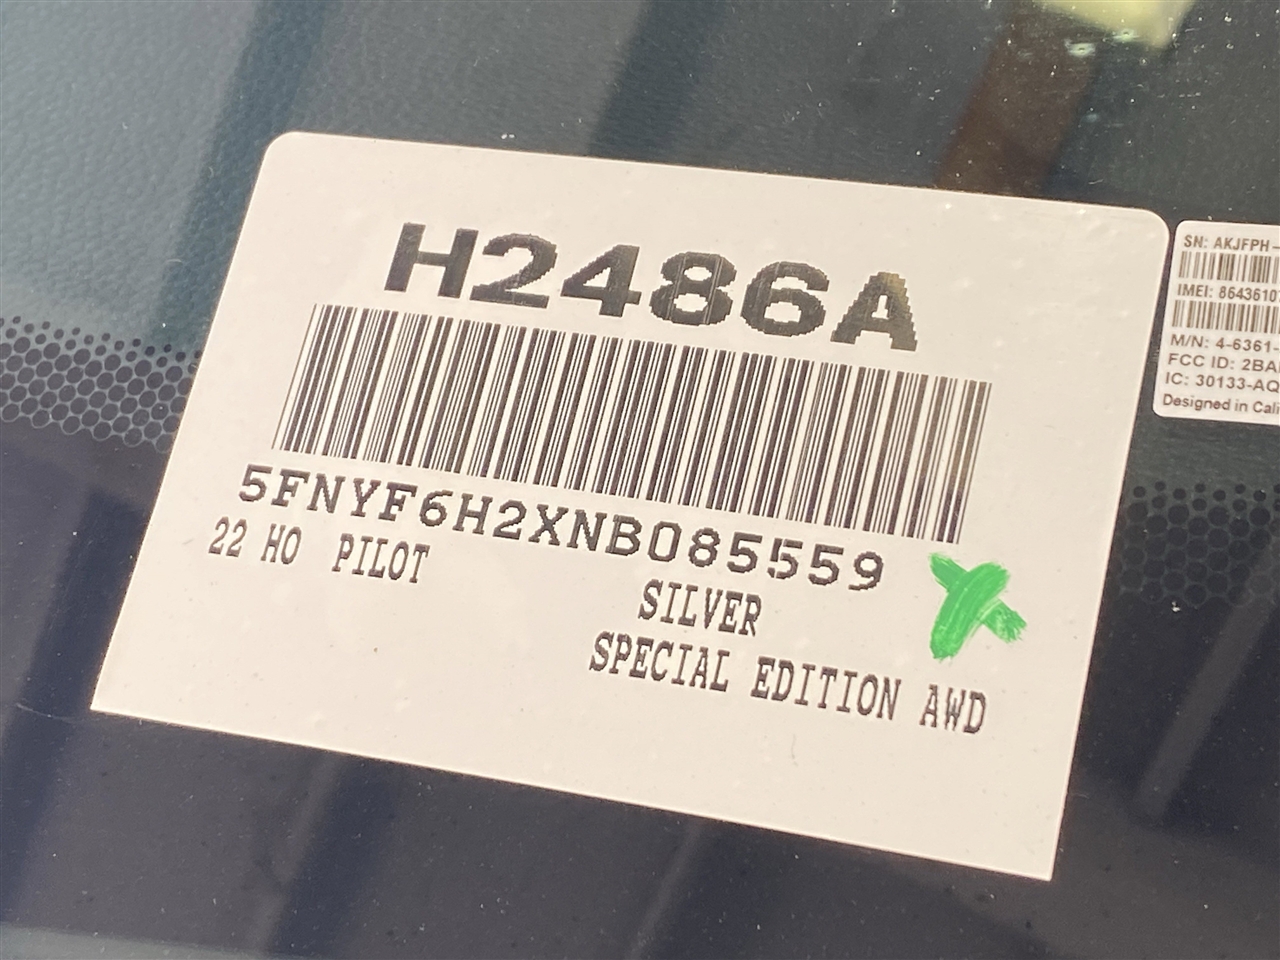 H2486A
5FNYF6H2XNB085559
22 HO PILOT
SILVER
SPECIAL EDITION AWD
SN: AKJFPH-
IMEI: 8643610
M/N: 4-6361-
FCC ID: 2BA
IC: 30133-AQ
Designed in Cali